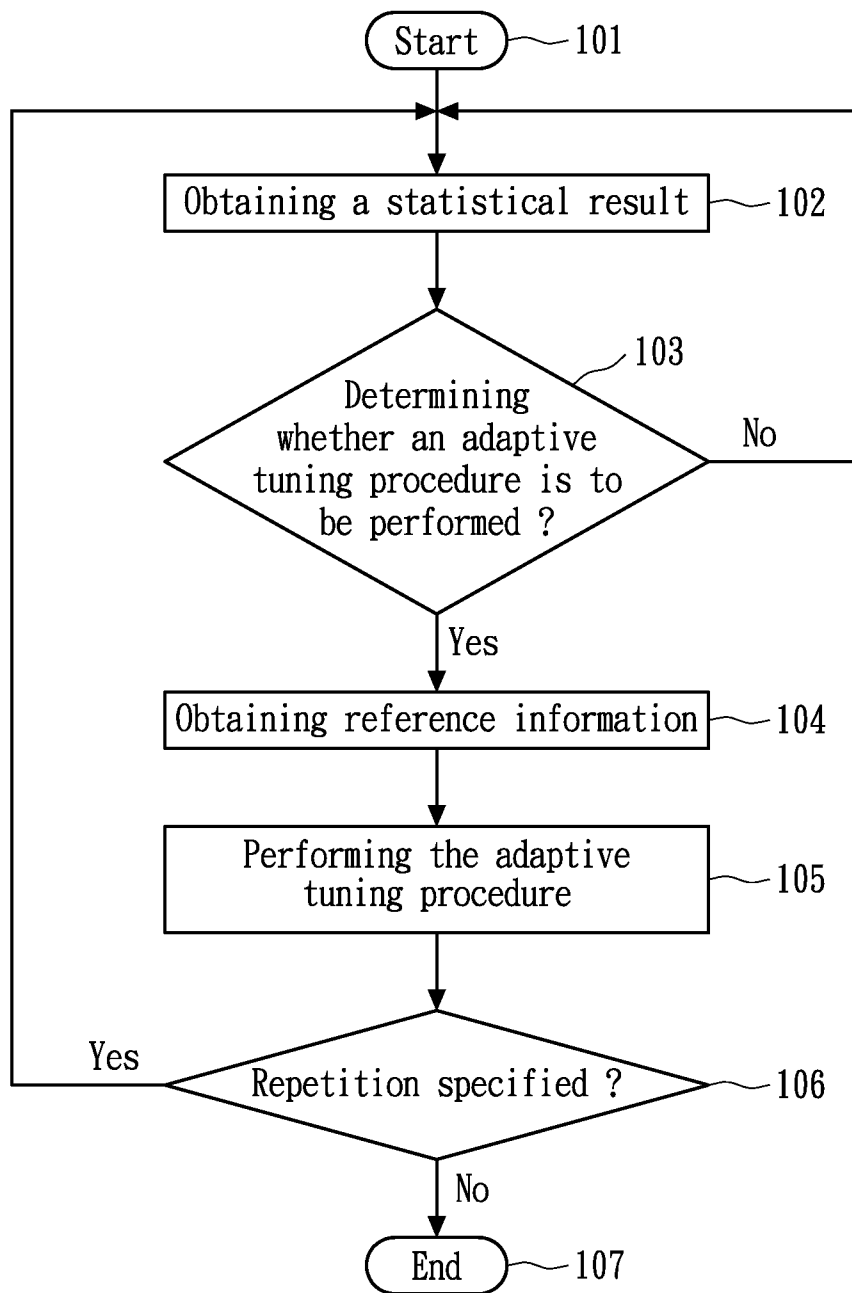 Start
101
Obtaining a statistical result
102
103
Determining
whether an adaptive
tuning procedure is to
be performed ?
No
Yes
Obtaining reference information
104
Performing the adaptive
tuning procedure
105
Yes
Repetition specified ?
106
No
End
107